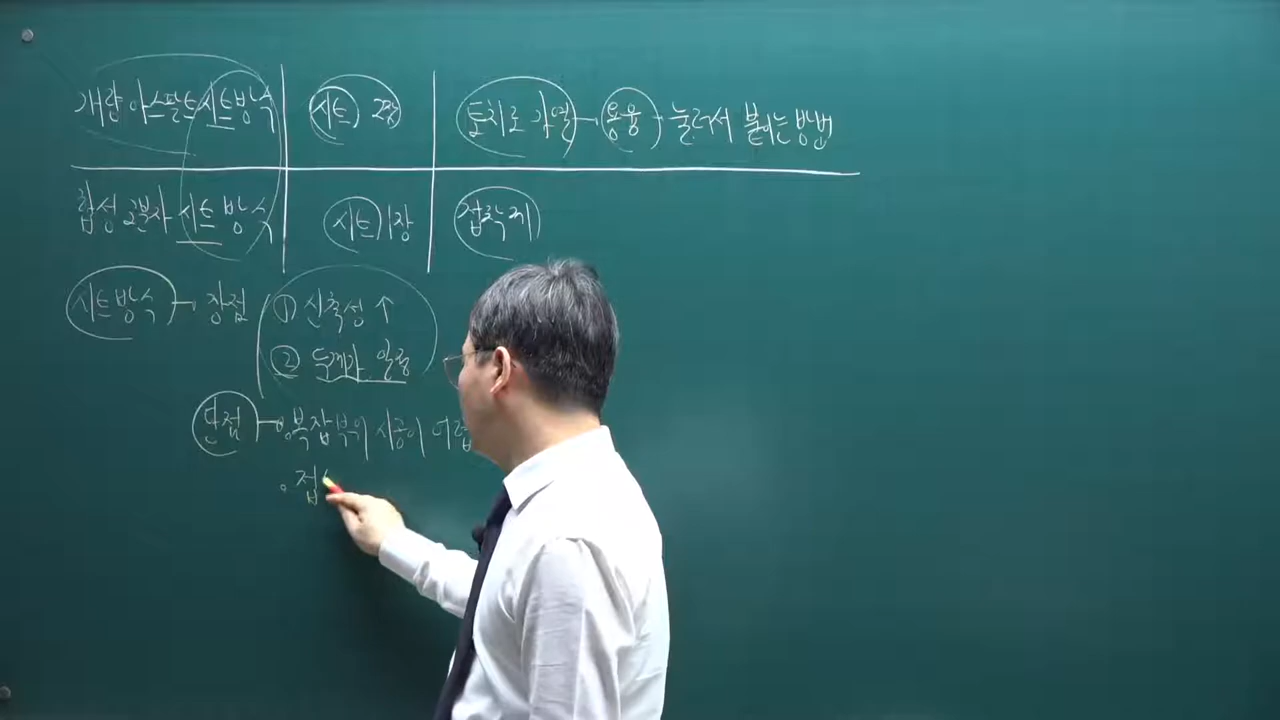 개량 아스팔트 시트방식 시트 1장 토치로 가열 → 용융 → 눌러서 붙이는 방법
합성 고분자 시트 방식 시트 1장 접착제
시트방식 → 장점 ① 신축성 ↑
② 두께가 일정
단점 → 。복잡부위 시공이 어렵
。접